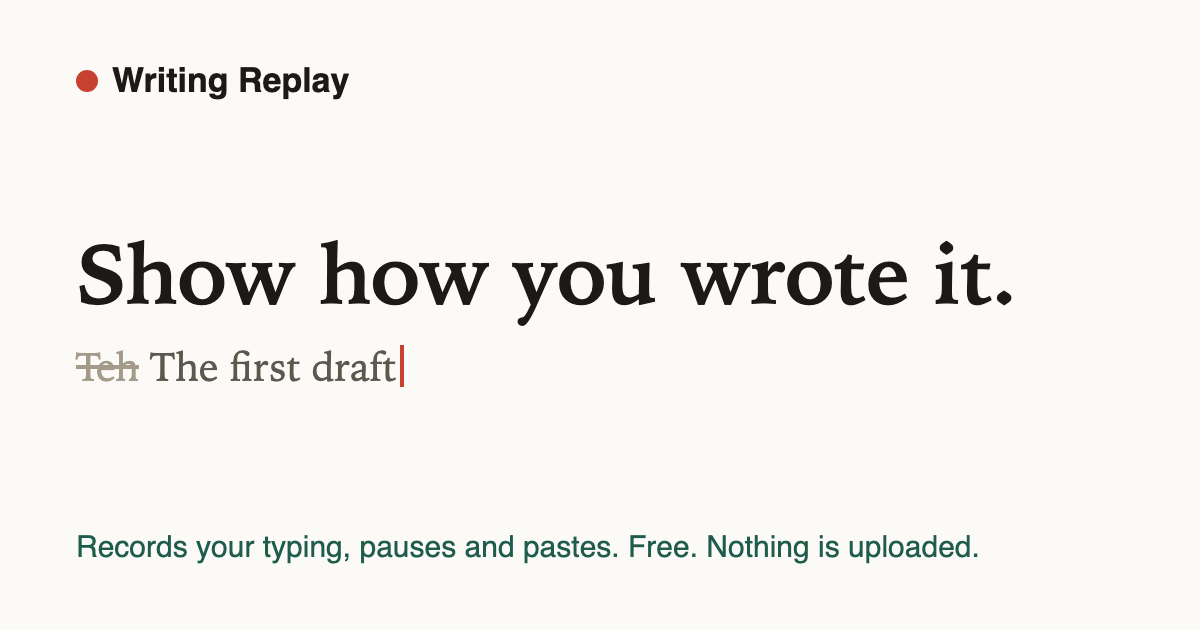 Writing Replay
Show how you wrote it.
Teh The first draft
Records your typing, pauses and pastes. Free. Nothing is uploaded.